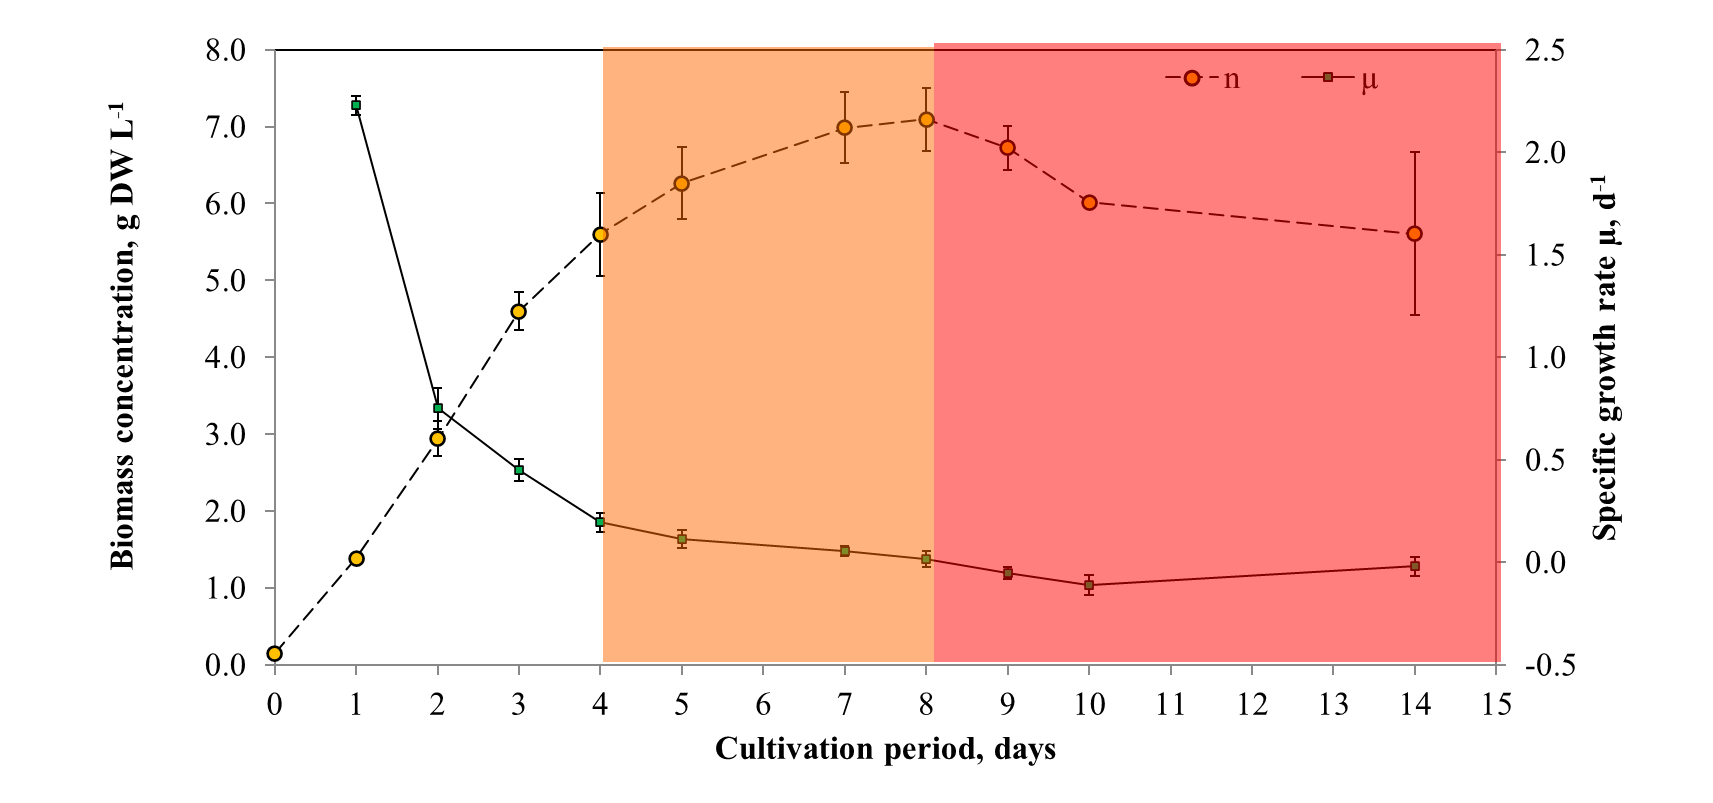 8.0
7.0
6.0
5.0
4.0
3.0
2.0
1.0
0.0
Biomass concentration, g DW L-1
n
μ
2.5
2.0
1.5
1.0
0.5
0.0
-0.5
Specific growth rate μ, d-1
0 1 2 3 4 5 6 7 8 9 10 11 12 13 14 15
Cultivation period, days